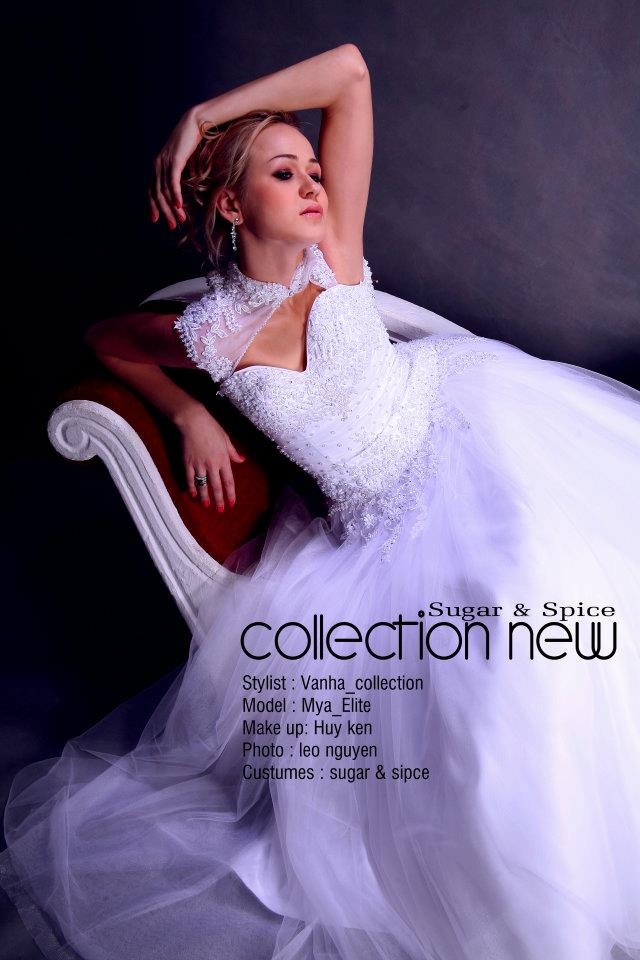 Sugar & Spice
collection new
Stylist : Vanha_collection
Model : Mya_Elite
Make up: Huy ken
Photo : leo nguyen
Custumes : sugar & sipce